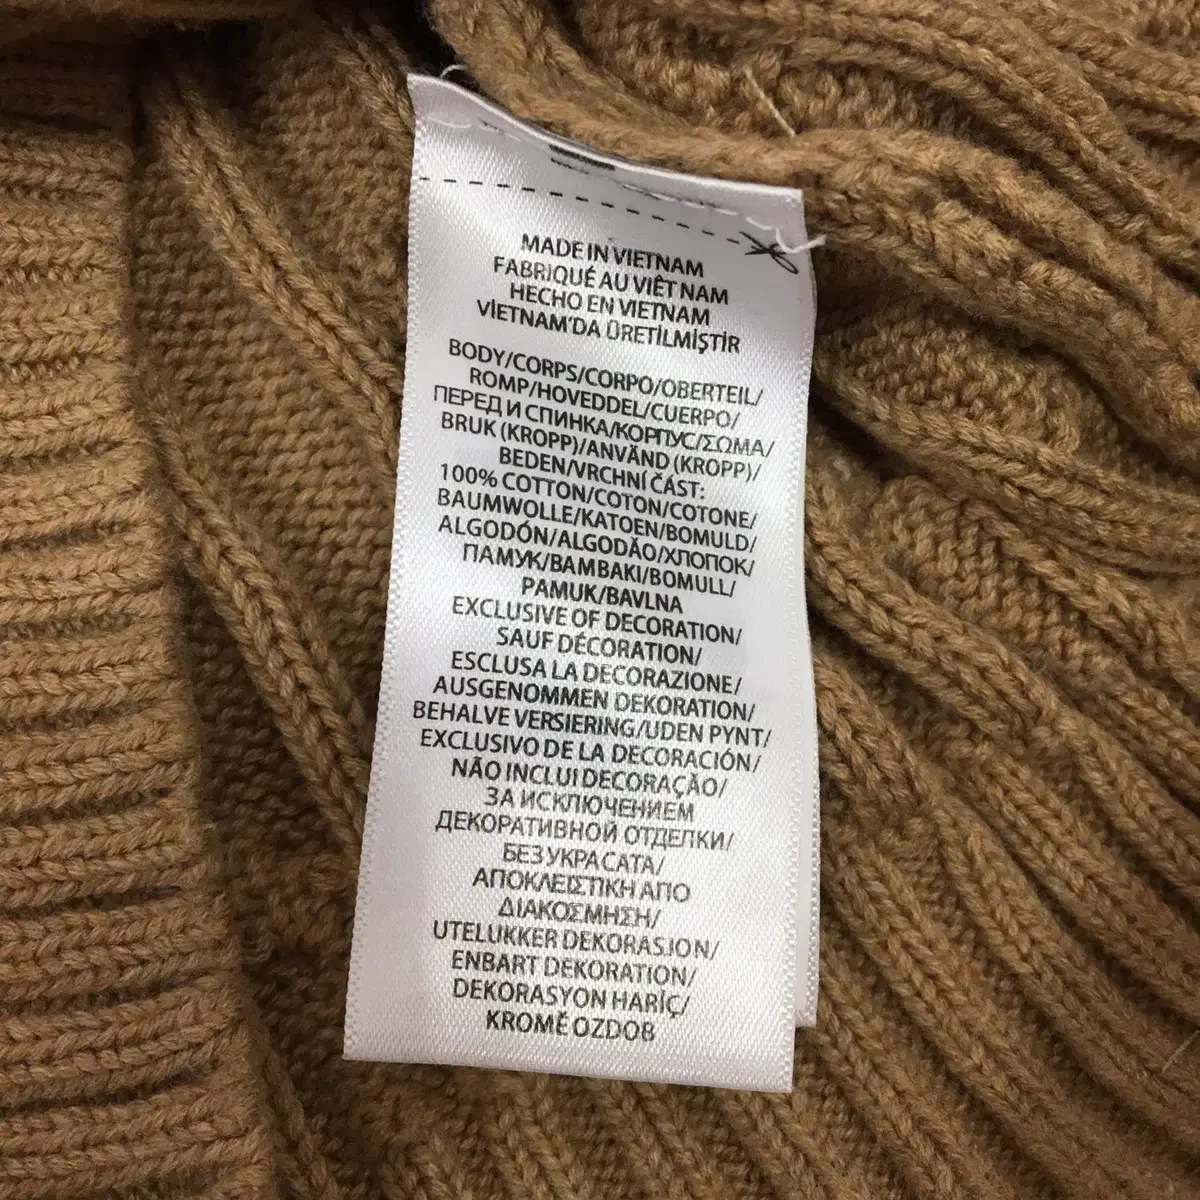 MADE IN VIETNAM
FABRIQUÉ AU VIÊT NAM
HECHO EN VIETNAM
VİETNAM'DA ÜRETİLMİŞTİR
BODY/CORPS/CORPO/OBERTEIL/
ROMP/HOVEDDEL/CUERPO/
ПЕРЕД И СПИНКА/КОРПУС/ΣΩΜΑ/
BRUK (KROPP)/ANVÄND (KROPP)/
BEDEN/VRCHNÍ ČÁST:
100% COTTON/COTON/COTONE/
BAUMWOLLE/KATOEN/BOMULD/
ALGODÓN/ALGODÃO/ХЛОПОК/
ПАМУК/ΒΑΜΒΑΚΙ/BOMULL/
PAMUK/BAVLNA
EXCLUSIVE OF DECORATION/
SAUF DÉCORATION/
ESCLUSA LA DECORAZIONE/
AUSGENOMMEN DEKORATION/
BEHALVE VERSIERING/UDEN PYNT/
EXCLUSIVO DE LA DECORACIÓN/
NÃO INCLUI DECORAÇÃO/
ЗА ИСКЛЮЧЕНИЕМ
ДЕКОРАТИВНОЙ ОТДЕЛКИ/
БЕЗ УКРАСАТА/
ΑΠΟΚΛΕΙΣΤΙΚΗ ΑΠΟ
ΔΙΑΚΟΣΜΗΣΗ/
UTELUKKER DEKORASJON/
ENBART DEKORATION/
DEKORASYON HARİÇ/
KROMĚ OZDOB